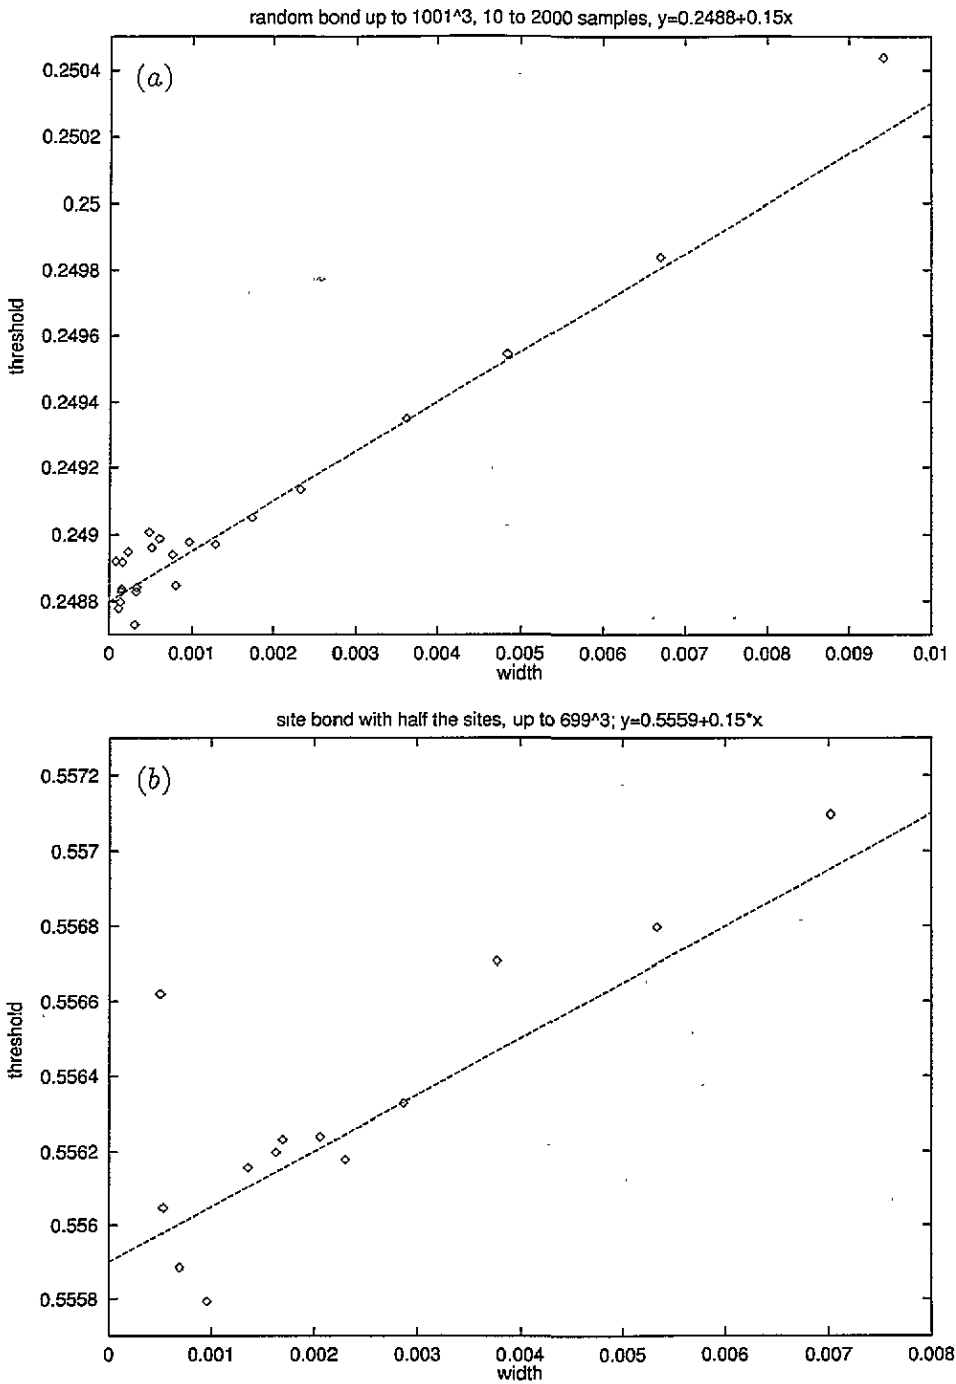 random bond up to 1001^3, 10 to 2000 samples, y=0.2488+0.15x
(a)
threshold
0.2504
0.2502
0.25
0.2498
0.2496
0.2494
0.2492
0.249
0.2488
0 0.001 0.002 0.003 0.004 0.005 0.006 0.007 0.008 0.009 0.01
width
site bond with half the sites, up to 699^3; y=0.5559+0.15*x
(b)
threshold
0.5572
0.557
0.5568
0.5566
0.5564
0.5562
0.556
0.5558
0 0.001 0.002 0.003 0.004 0.005 0.006 0.007 0.008
width